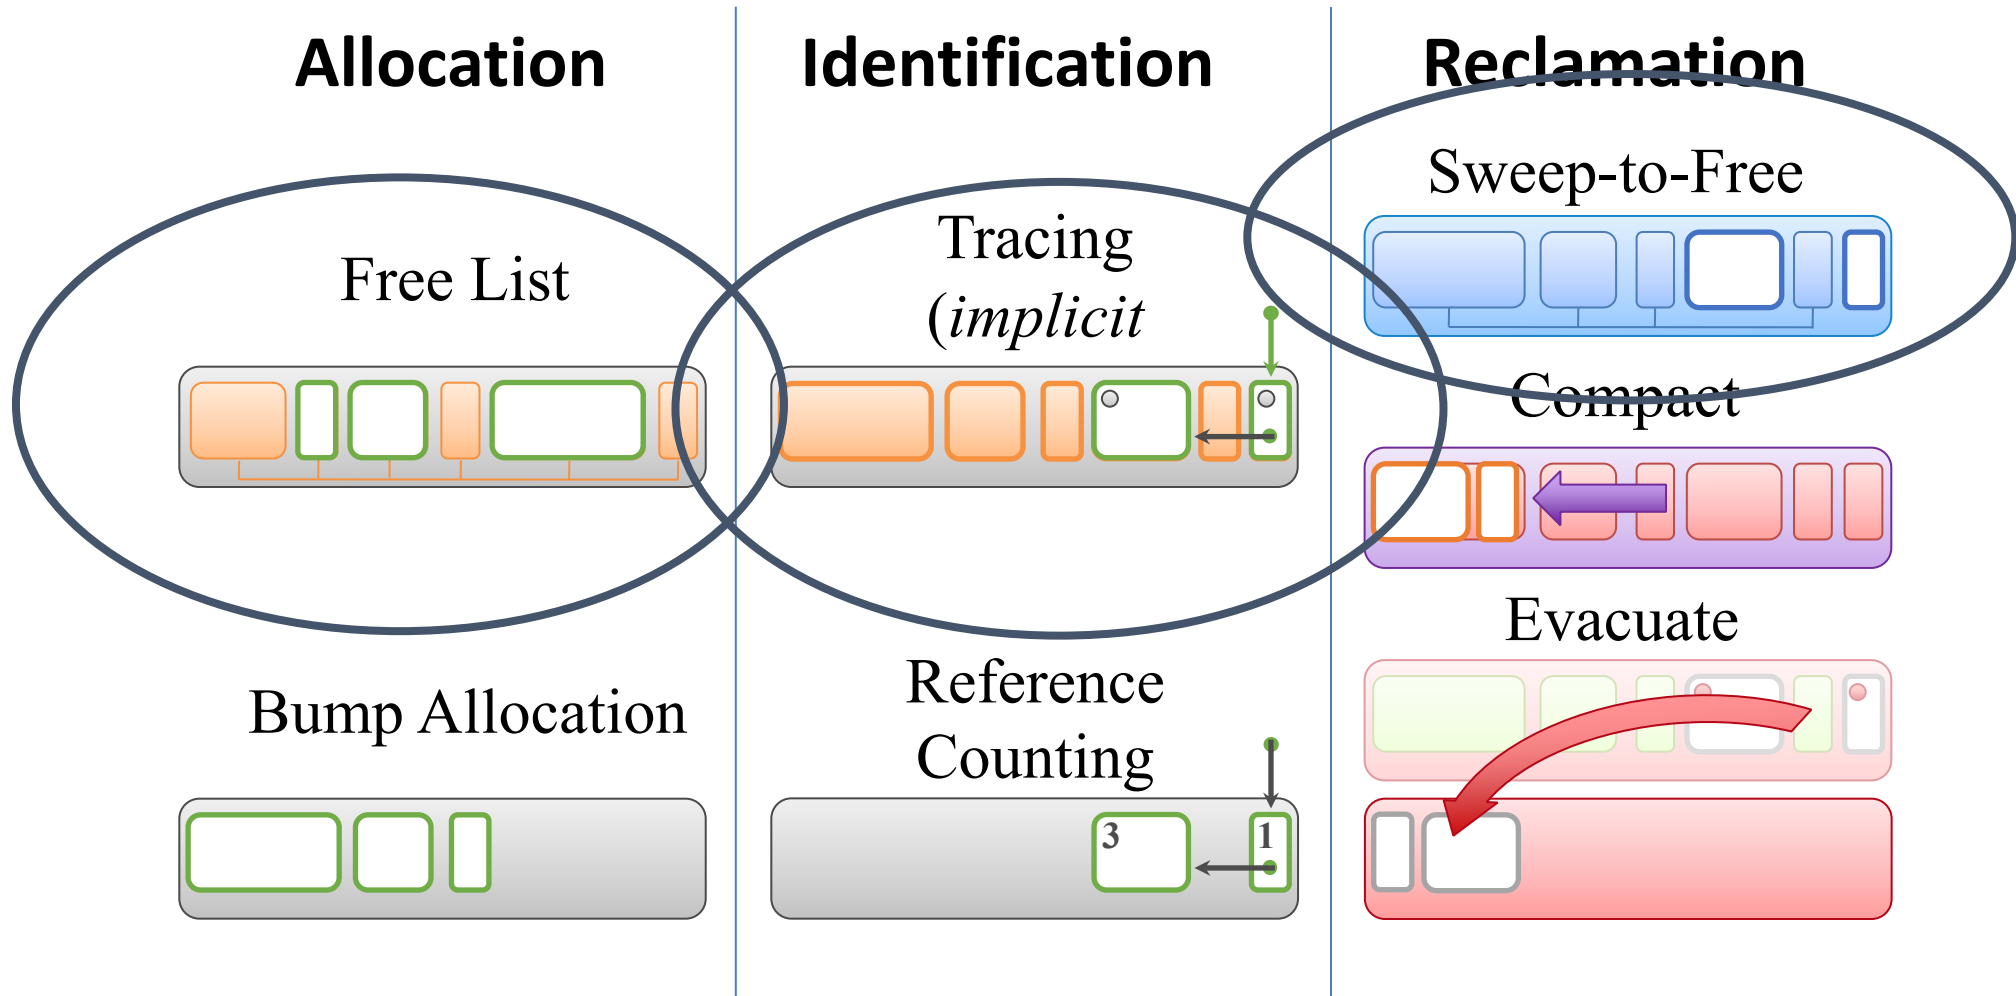 Allocation
Identification
Reclamation
Free List
Bump Allocation
Tracing
(implicit
Reference
Counting
3
1
Sweep-to-Free
Compact
Evacuate